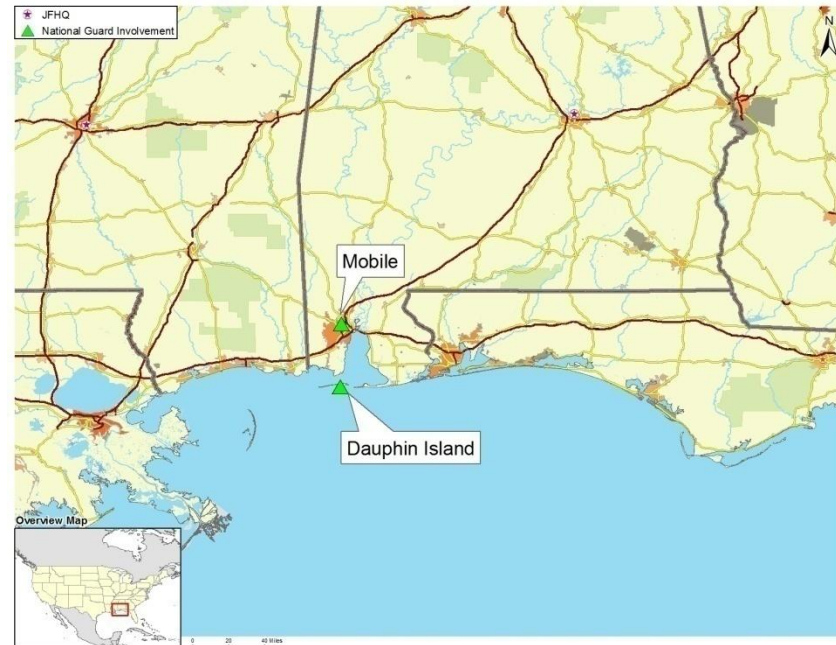 JFHQ
National Guard Involvement
N
Mobile
Dauphin Island
Overview Map
0 20 40 Miles